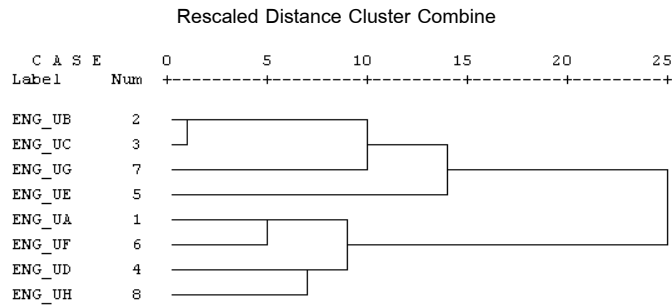 Rescaled Distance Cluster Combine
C A S E 0 5 10 15 20 25
Label Num +---------+---------+---------+---------+---------+
ENG_UB 2
ENG_UC 3
ENG_UG 7
ENG_UE 5
ENG_UA 1
ENG_UF 6
ENG_UD 4
ENG_UH 8